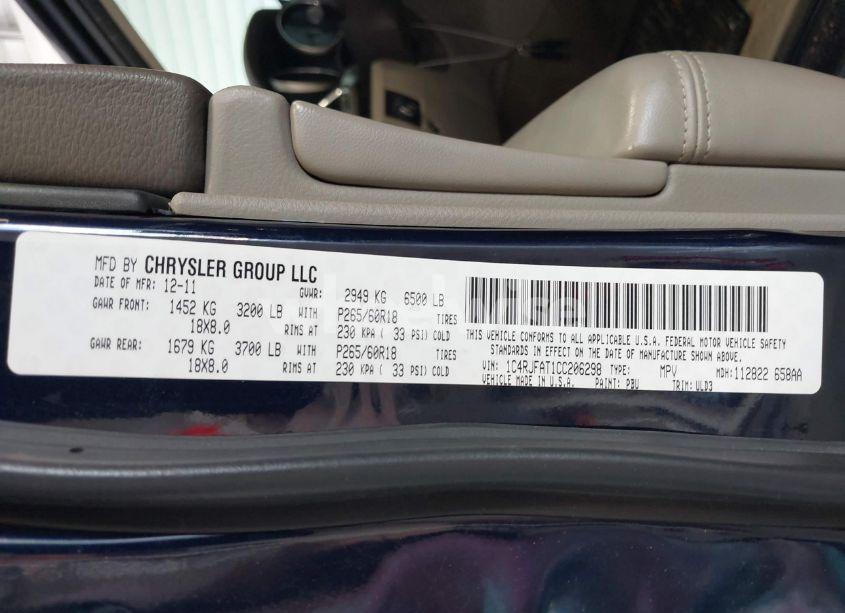 MFD BY CHRYSLER GROUP LLC
DATE OF MFR: 12-11 GVWR: 2949 KG 6500 LB
GAWR FRONT: 1452 KG 3200 LB WITH P265/60R18 TIRES
18X8.0 RIMS AT 230 KPA ( 33 PSI) COLD
GAWR REAR: 1679 KG 3700 LB WITH P265/60R18 TIRES
18X8.0 RIMS AT 230 KPA ( 33 PSI) COLD
THIS VEHICLE CONFORMS TO ALL APPLICABLE U.S.A. FEDERAL MOTOR VEHICLE SAFETY
STANDARDS IN EFFECT ON THE DATE OF MANUFACTURE SHOWN ABOVE.
VIN: 1C4RJFAT1CC206298 TYPE: MPV MDH:112822 658AA
VEHICLE MADE IN U.S.A. PAINT: PBU TRIM: ULD3